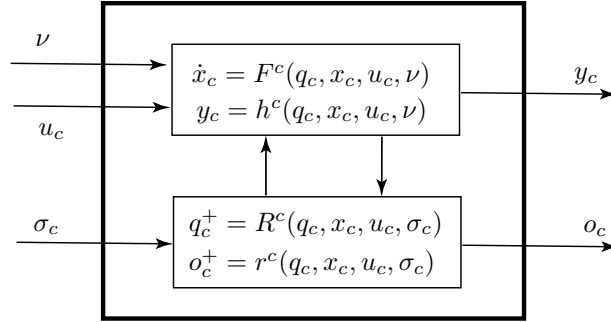 ν
ẋ_c = F^c(q_c, x_c, u_c, ν)
y_c = h^c(q_c, x_c, u_c, ν)
y_c
u_c
σ_c
q_c^+ = R^c(q_c, x_c, u_c, σ_c)
o_c^+ = r^c(q_c, x_c, u_c, σ_c)
o_c